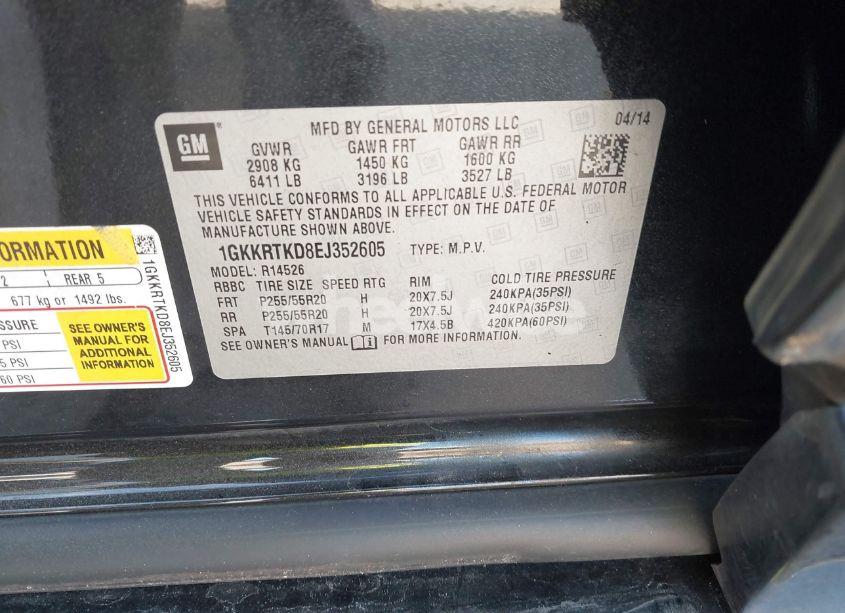 GM
MFD BY GENERAL MOTORS LLC 04/14
GVWR GAWR FRT GAWR RR
2908 KG 1450 KG 1600 KG
6411 LB 3196 LB 3527 LB
THIS VEHICLE CONFORMS TO ALL APPLICABLE U.S. FEDERAL MOTOR
VEHICLE SAFETY STANDARDS IN EFFECT ON THE DATE OF
MANUFACTURE SHOWN ABOVE.
1GKKRTKD8EJ352605 TYPE: M.P.V.
MODEL: R14526
RBBC TIRE SIZE SPEED RTG RIM COLD TIRE PRESSURE
FRT P255/55R20 H 20X7.5J 240KPA(35PSI)
RR P255/55R20 H 20X7.5J 240KPA(35PSI)
SPA T145/70R17 M 17X4.5B 420KPA(60PSI)
SEE OWNER'S MANUAL FOR MORE INFORMATION.
ORMATION
2 REAR 5
677 kg or 1492 lbs.
SSURE
PSI
5 PSI
60 PSI
SEE OWNER'S
MANUAL FOR
ADDITIONAL
INFORMATION
1GKKRTKD8EJ352605